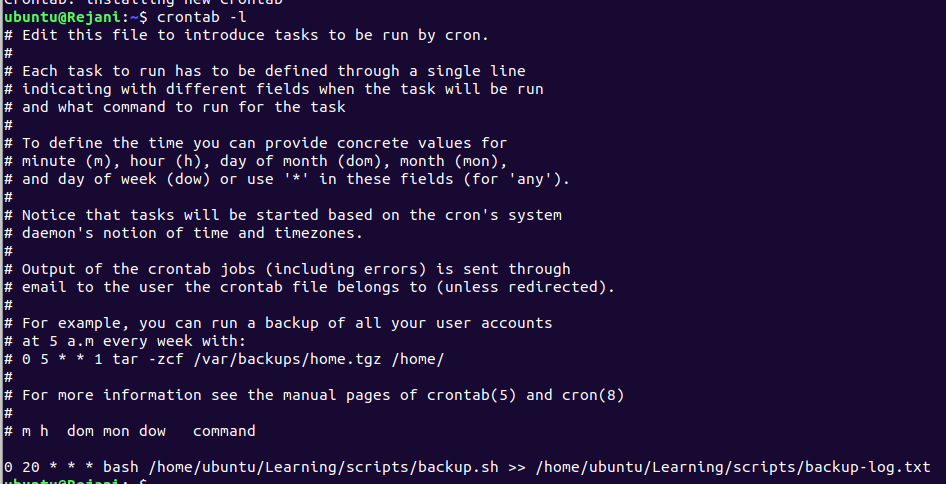 crontab: installing new crontab
ubuntu@Rejani:~$ crontab -l
# Edit this file to introduce tasks to be run by cron.
#
# Each task to run has to be defined through a single line
# indicating with different fields when the task will be run
# and what command to run for the task
#
# To define the time you can provide concrete values for
# minute (m), hour (h), day of month (dom), month (mon),
# and day of week (dow) or use '*' in these fields (for 'any').
#
# Notice that tasks will be started based on the cron's system
# daemon's notion of time and timezones.
#
# Output of the crontab jobs (including errors) is sent through
# email to the user the crontab file belongs to (unless redirected).
#
# For example, you can run a backup of all your user accounts
# at 5 a.m every week with:
# 0 5 * * 1 tar -zcf /var/backups/home.tgz /home/
#
# For more information see the manual pages of crontab(5) and cron(8)
#
# m h  dom mon dow   command
0 20 * * * bash /home/ubuntu/Learning/scripts/backup.sh >> /home/ubuntu/Learning/scripts/backup-log.txt
ubuntu@Rejani:~$